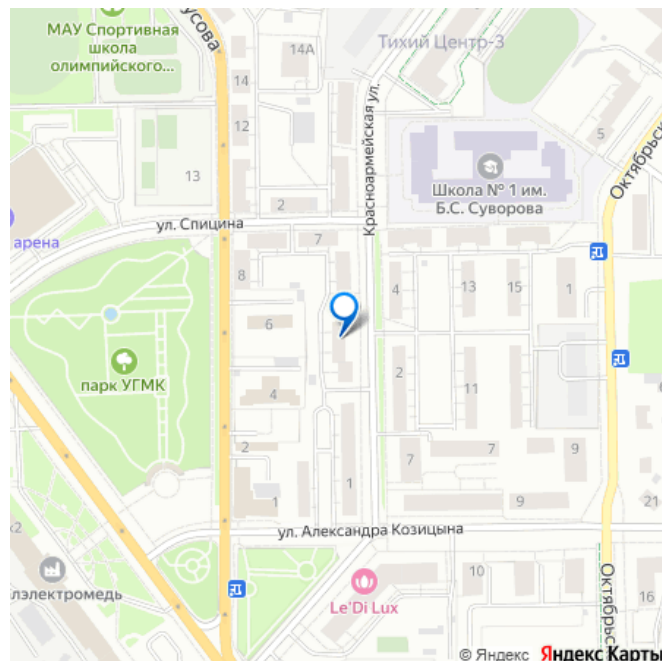 МАУ Спортивная
школа
олимпийского...
усова
14А
Тихий Центр-3
14
12
13
Красноармейская ул.
5
Октябрьск
Школа № 1 им.
Б.С. Суворова
2
ул. Спицина
арена
7
8
4
13
15
1
6
парк УГМК
4
2
11
2
7
7
9
1
1
9
21
ул. Александра Козицына
х2
лэлектромедь
Le'Di Lux
10
Октябрьс
16
© Яндекс Яндекс Карты